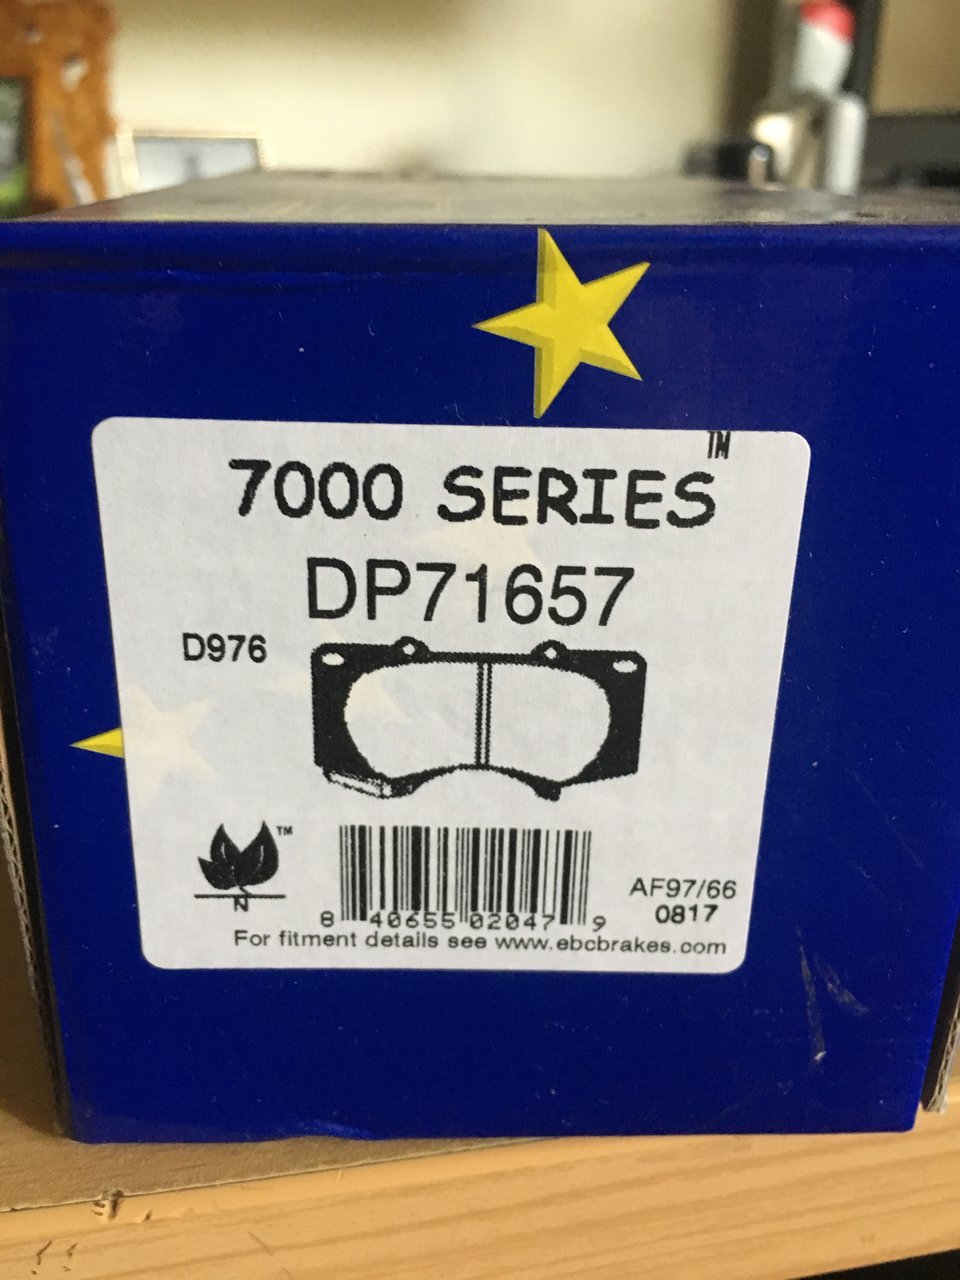 7000 SERIES™
DP71657
D976
™
N
AF97/66
0817
8 40655 02047 9
For fitment details see www.ebcbrakes.com